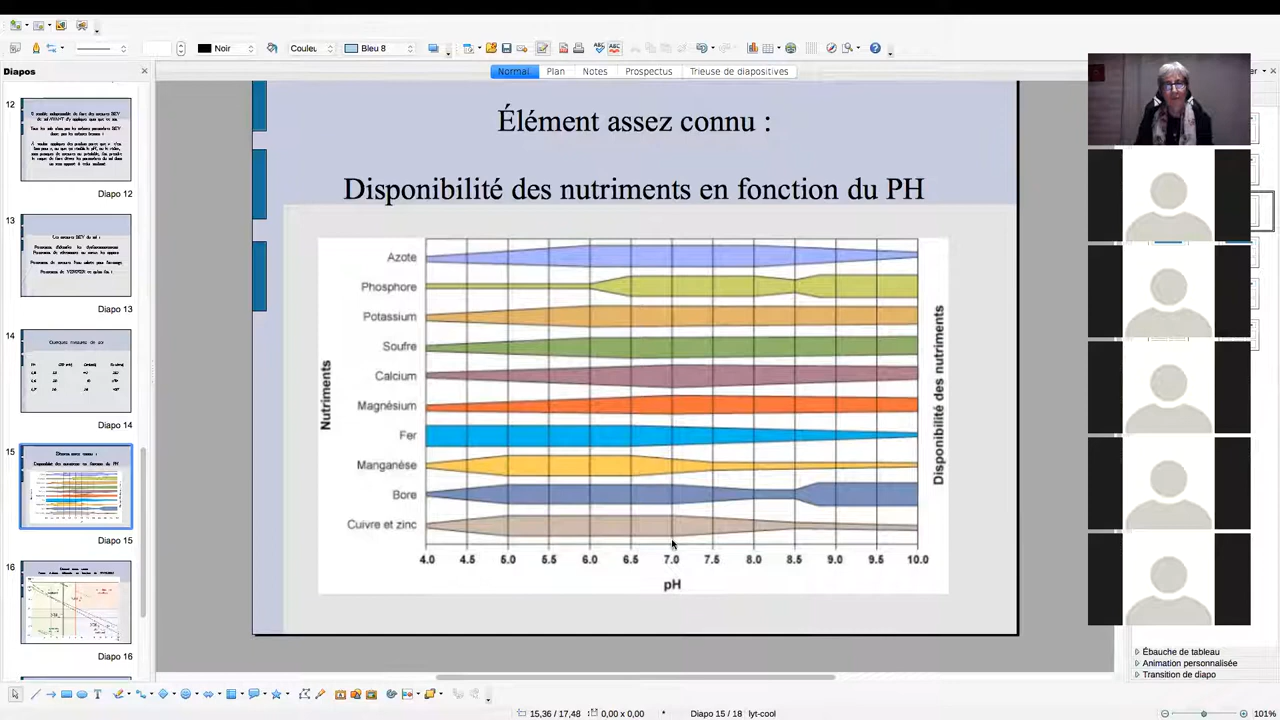 Noir
Couleu
Bleu 8
Diapos
Normal
Plan
Notes
Prospectus
Trieuse de diapositives
12
Diapo 12
13
Diapo 13
14
Diapo 14
15
Diapo 15
16
Diapo 16
Élément assez connu :
Disponibilité des nutriments en fonction du PH
Nutriments
Azote
Phosphore
Potassium
Soufre
Calcium
Magnésium
Fer
Manganése
Bore
Cuivre et zinc
Disponibilité des nutriments
4.0 4.5 5.0 5.5 6.0 6.5 7.0 7.5 8.0 8.5 9.0 9.5 10.0
pH
Ébauche de tableau
Animation personnalisée
Transition de diapo
15,36 / 17,48
0,00 x 0,00
*
Diapo 15 / 18
lyt-cool
101%